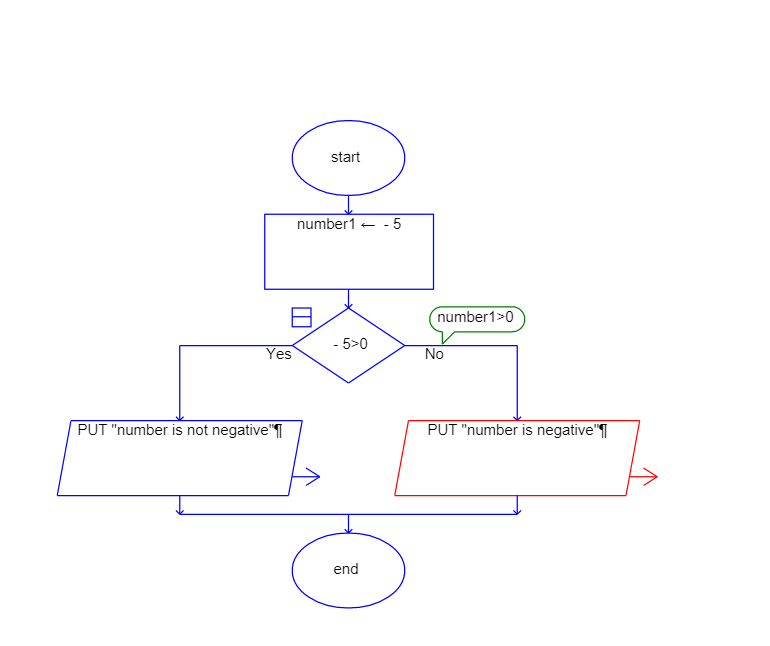 start
number1 ← - 5
number1>0
- 5>0
Yes
No
PUT "number is not negative"¶
PUT "number is negative"¶
end